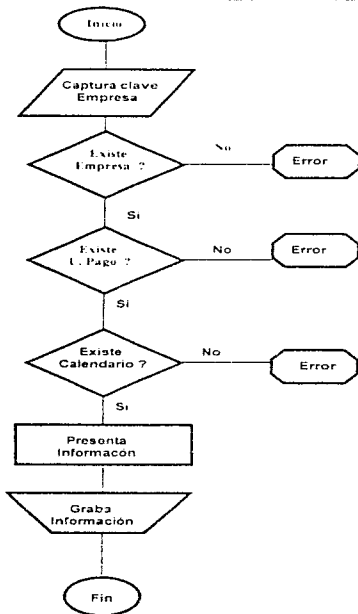 Inicio
Captura clave
Empresa
Existe
Empresa ?
No
Error
Si
Existe
U. Pago ?
No
Error
Si
Existe
Calendario ?
No
Error
Si
Presenta
Informacón
Graba
Información
Fin